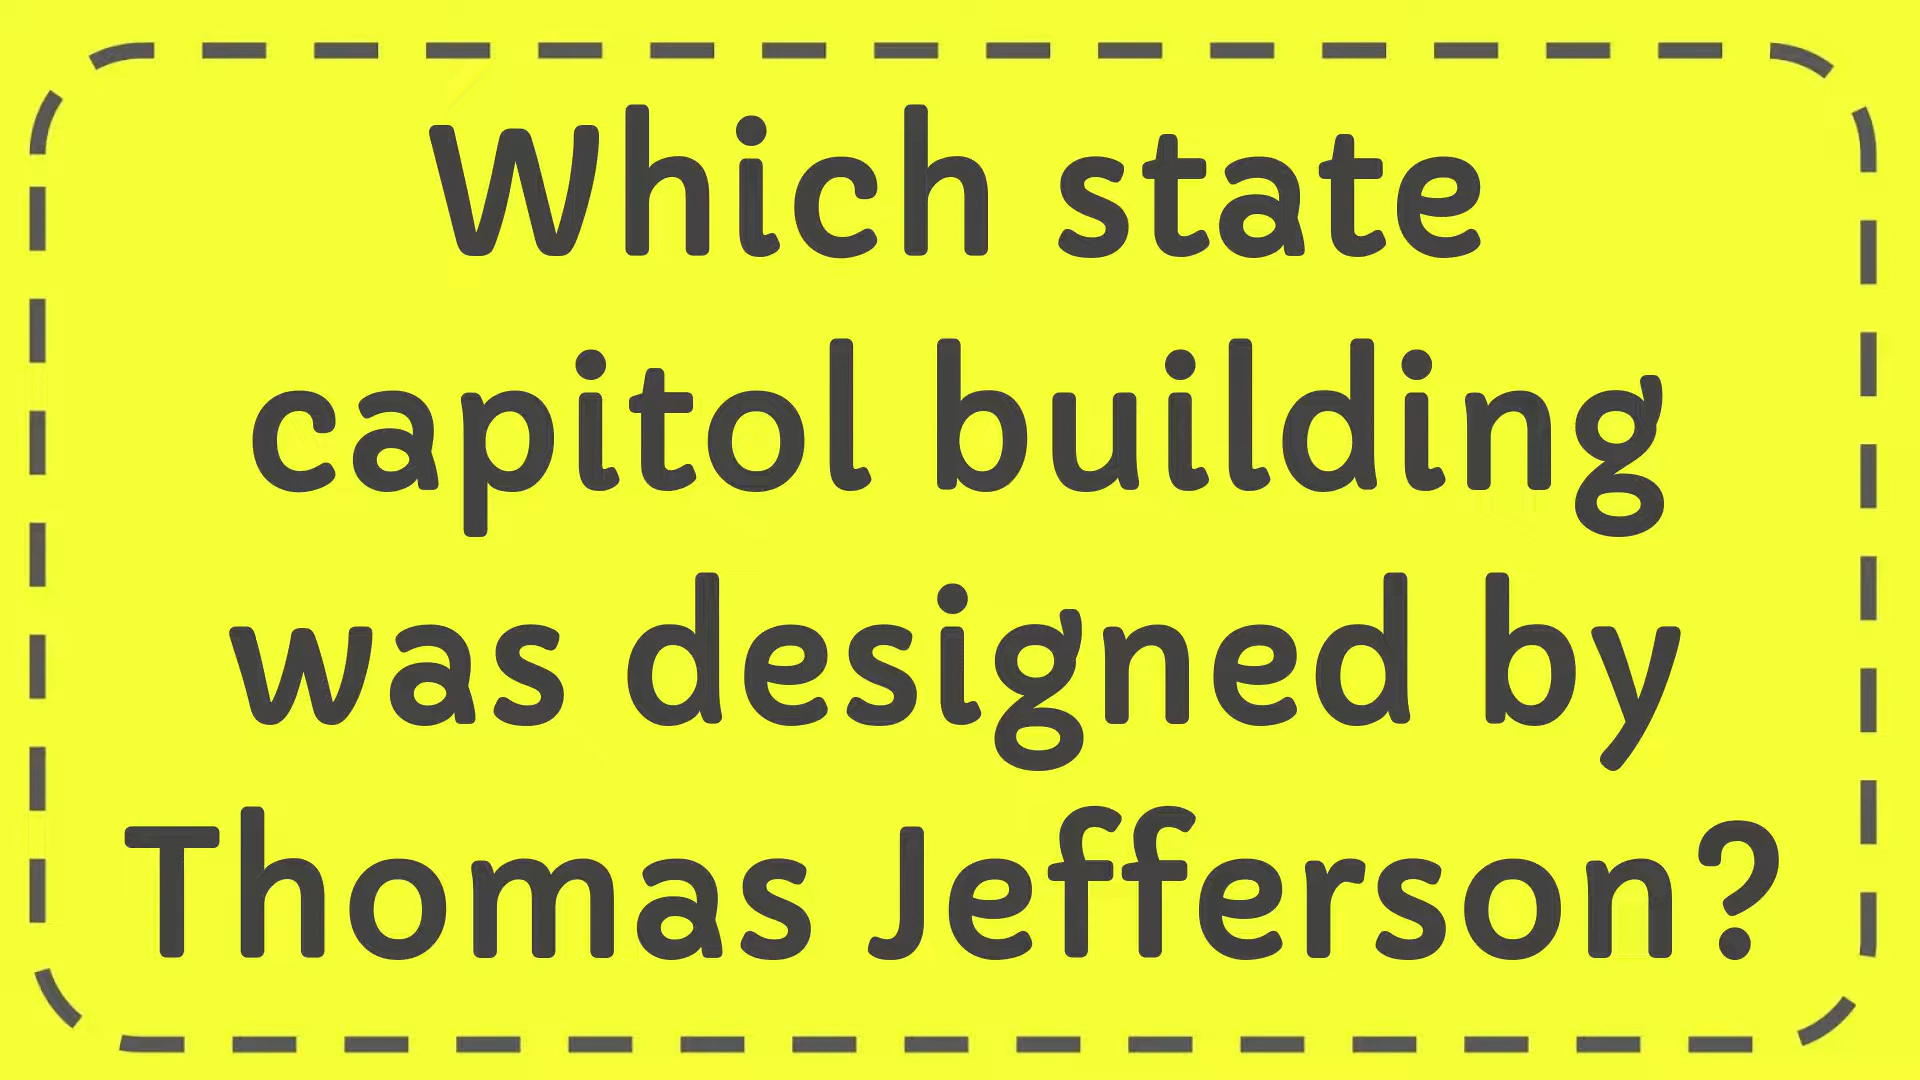 Which state
capitol building
was designed by
Thomas Jefferson?